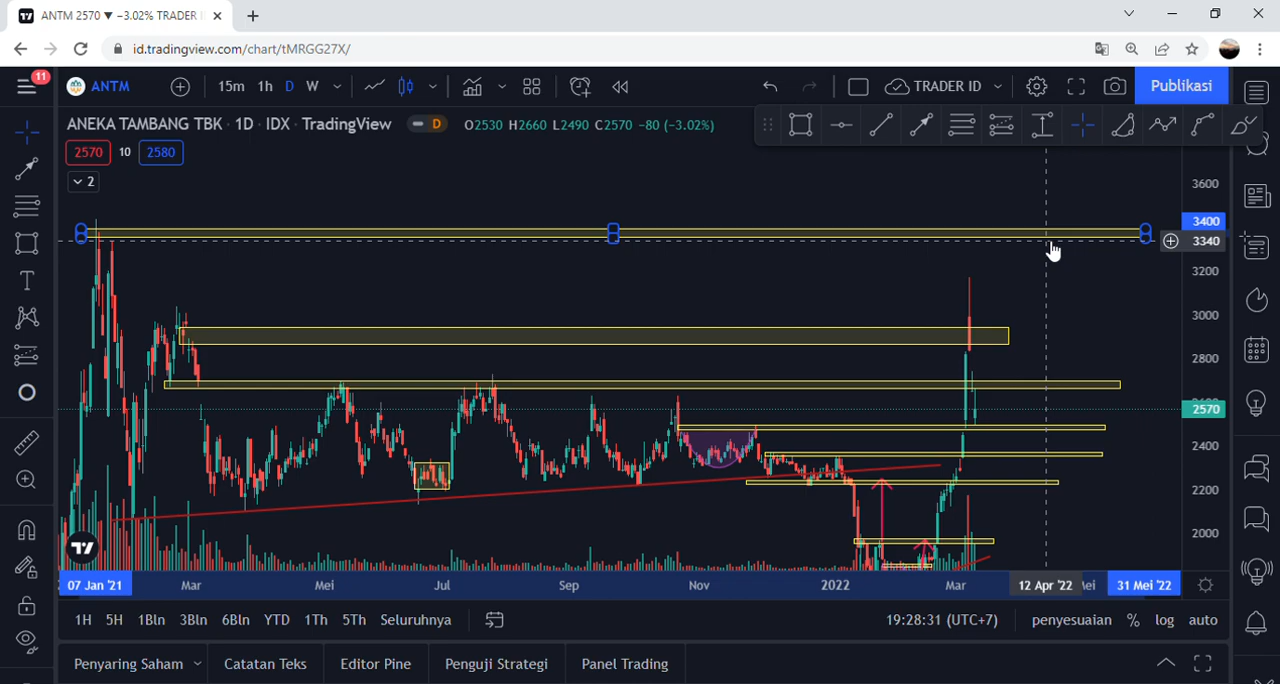 ANTM 2570 ▼ −3.02% TRADER
id.tradingview.com/chart/tMRGG27X/
11
ANTM 15m 1h D W TRADER ID Publikasi
ANEKA TAMBANG TBK · 1D · IDX · TradingView D O2530 H2660 L2490 C2570 −80 (−3.02%)
2570 10 2580
2
3600
3400
3340
3200
3000
2800
2570
2400
2200
2000
07 Jan '21 Mar Mei Jul Sep Nov 2022 Mar 12 Apr '22 31 Mei '22
1H 5H 1Bln 3Bln 6Bln YTD 1Th 5Th Seluruhnya 19:28:31 (UTC+7) penyesuaian % log auto
Penyaring Saham Catatan Teks Editor Pine Penguji Strategi Panel Trading